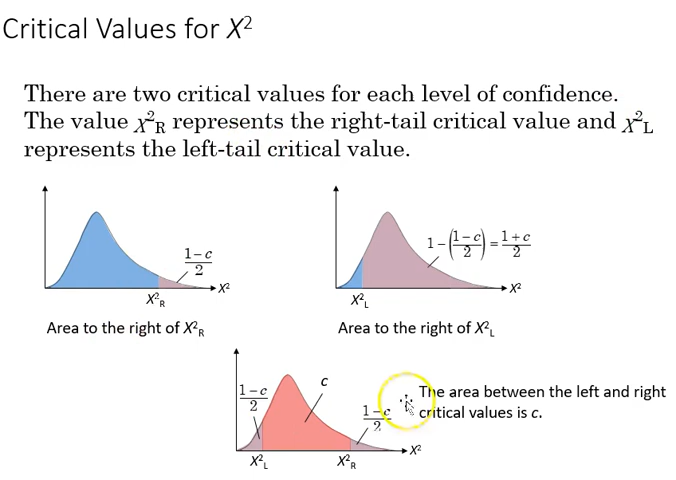 Critical Values for X²
There are two critical values for each level of confidence.
The value χ²R represents the right-tail critical value and χ²L
represents the left-tail critical value.
1−c
2
X²
X²R
Area to the right of X²R
1−(1−c/2)=1+c/2
X²
X²L
Area to the right of X²L
1−c
2
c
1−c
2
X²
X²L
X²R
The area between the left and right
critical values is c.